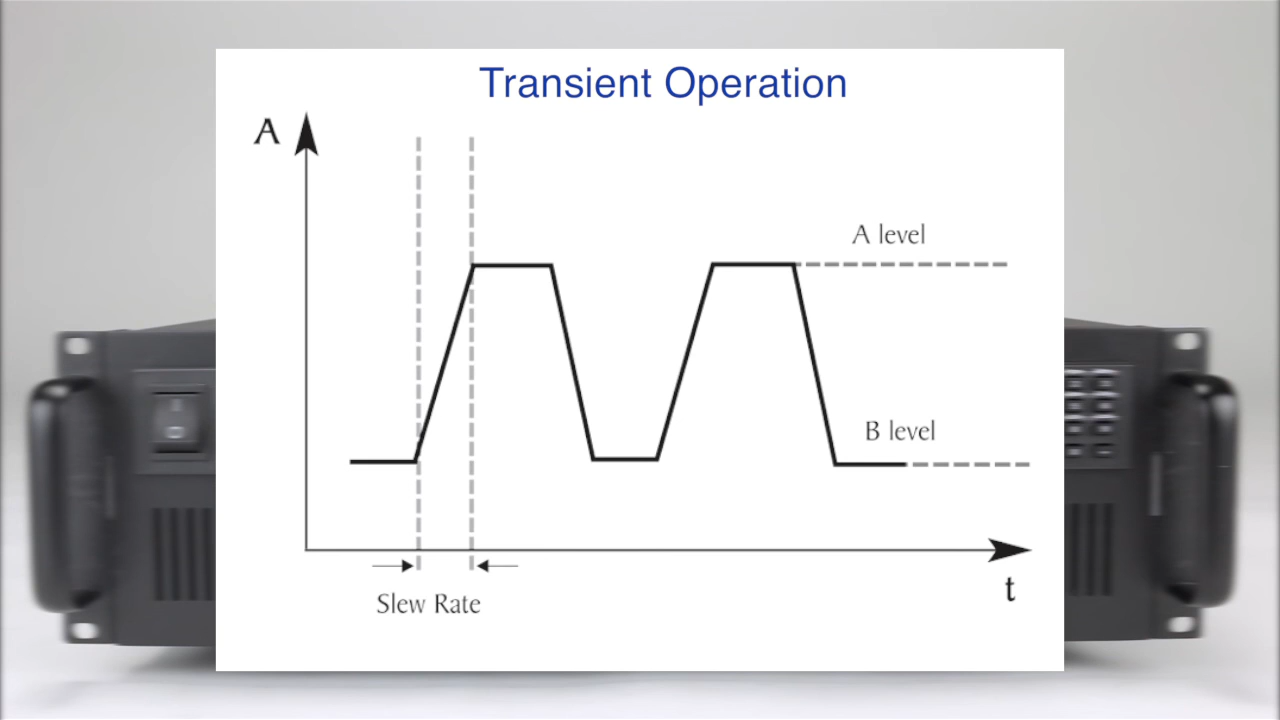 Transient Operation
A
A level
B level
t
Slew Rate